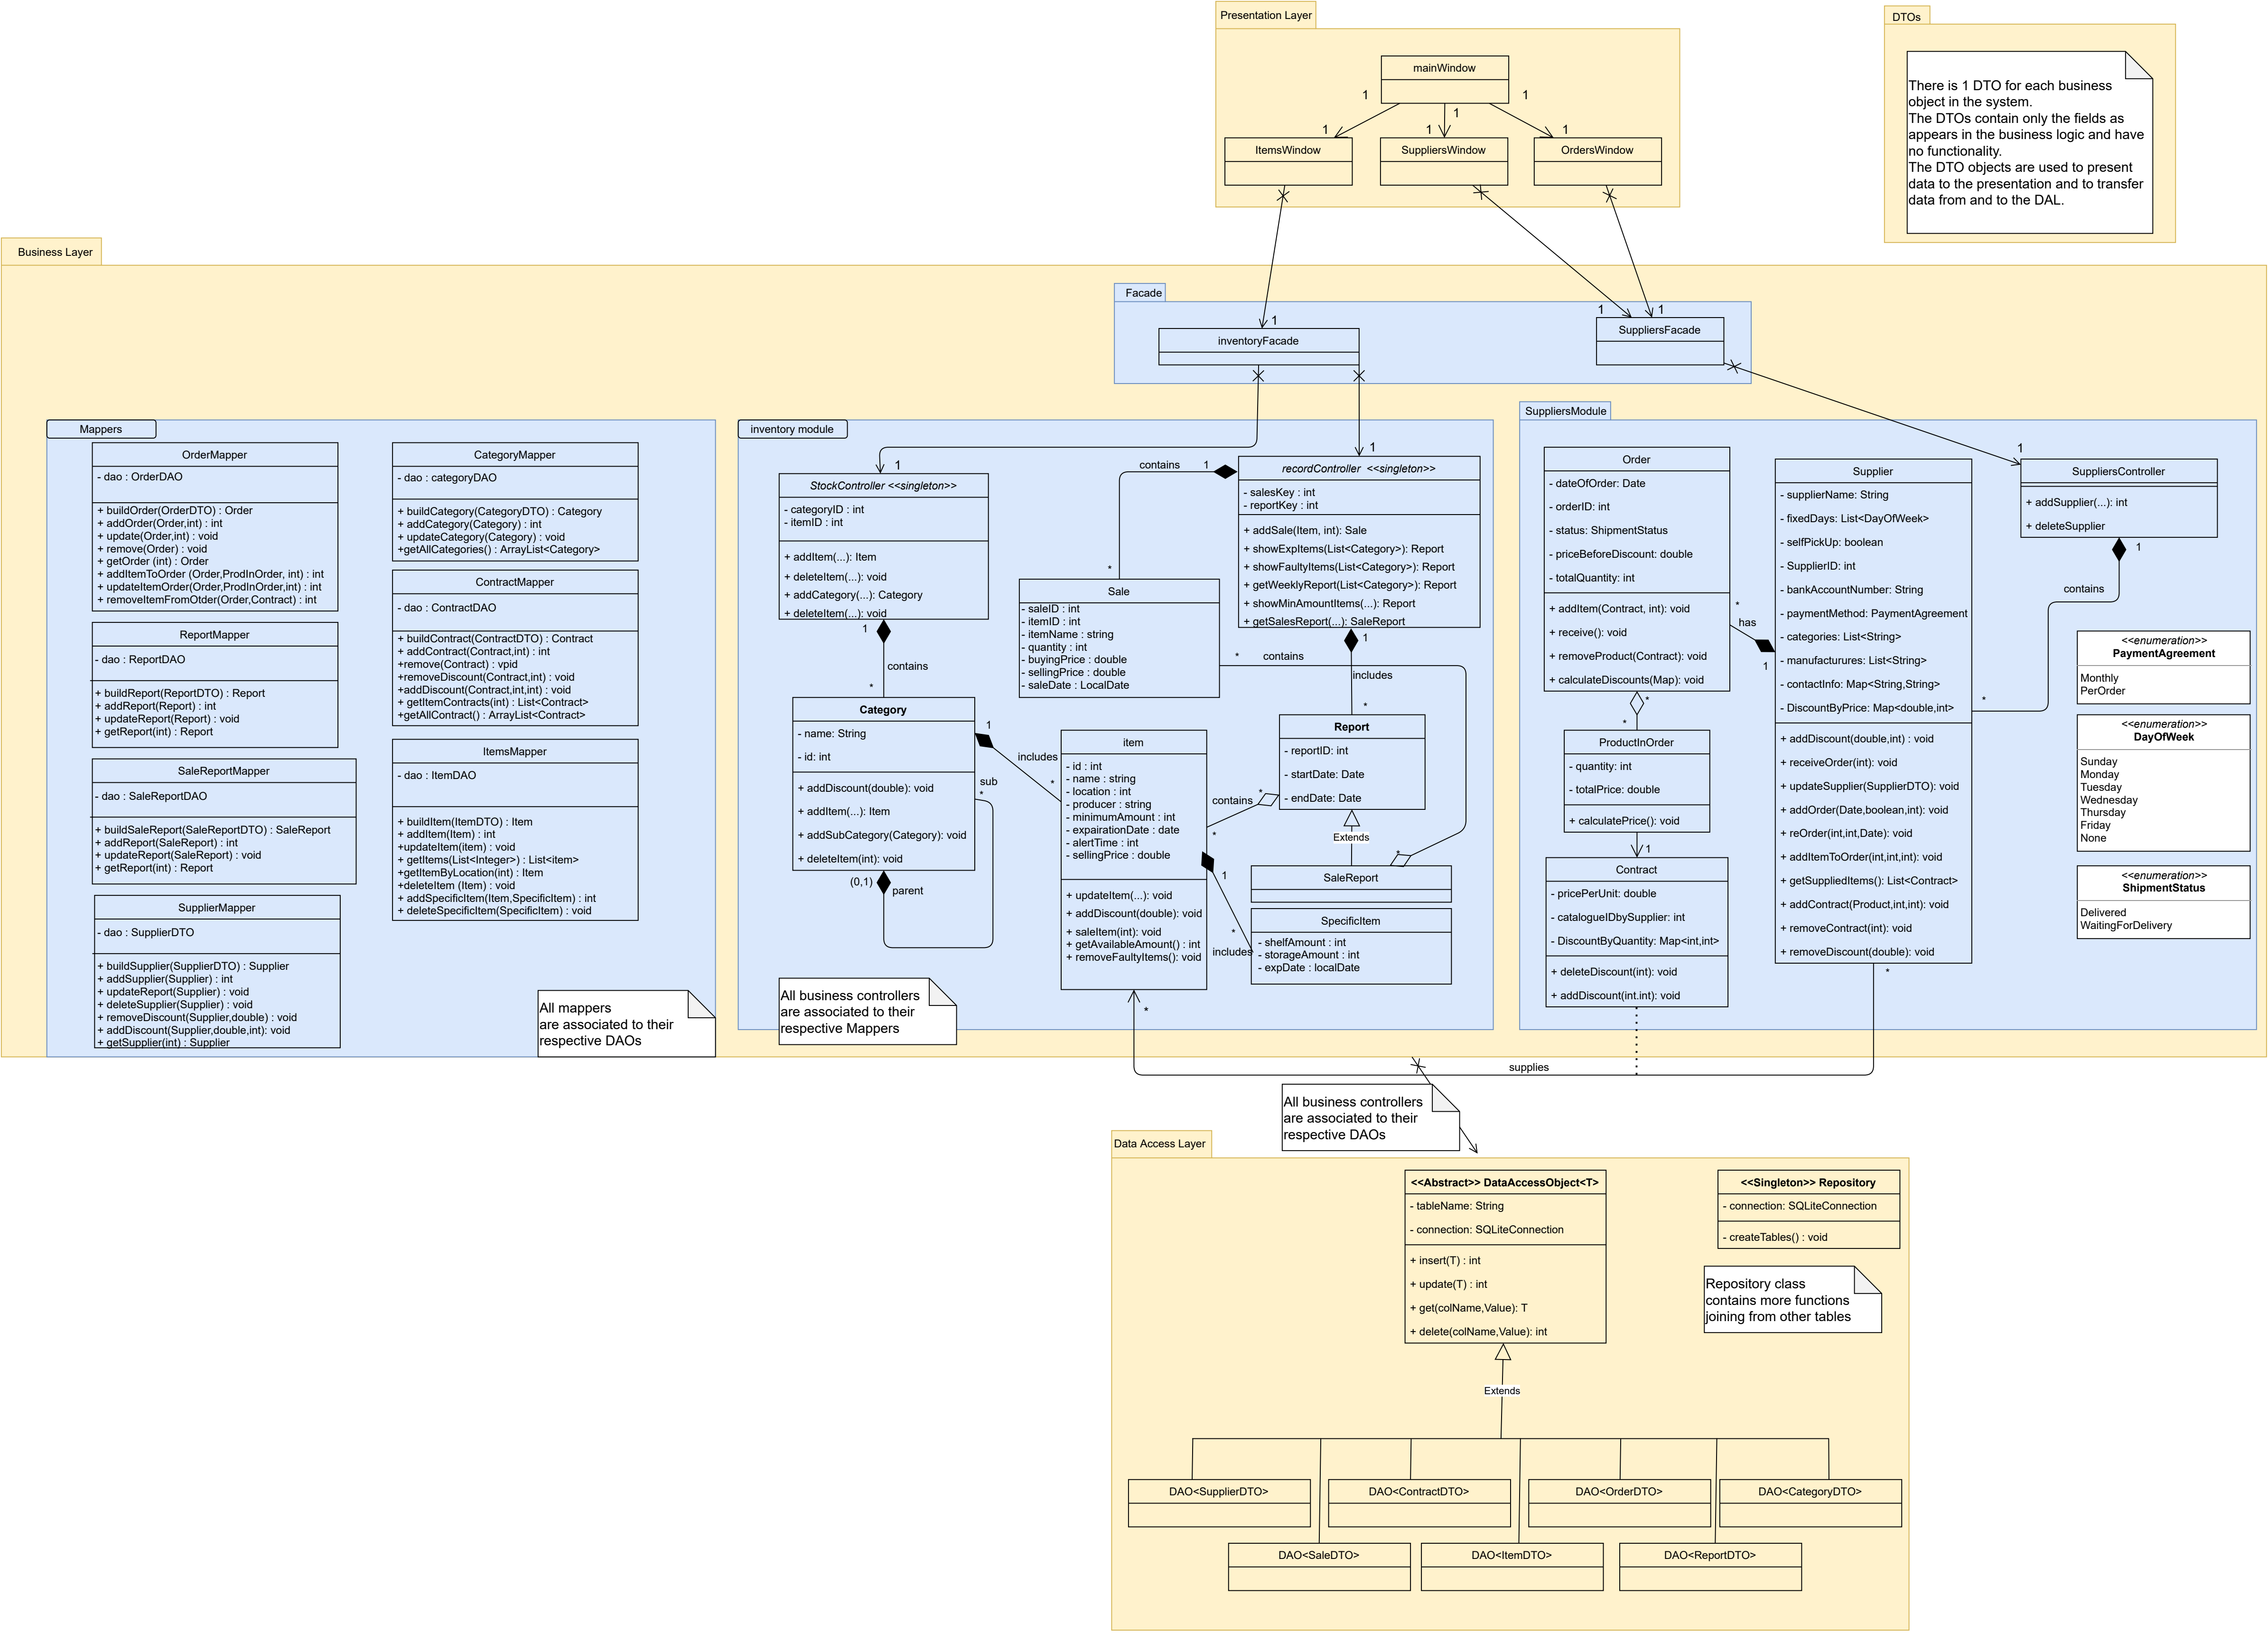 Presentation Layer
mainWindow
1
1
1
1
1
1
ItemsWindow
SuppliersWindow
OrdersWindow
DTOs
There is 1 DTO for each business
object in the system.
The DTOs contain only the fields as
appears in the business logic and have
no functionality.
The DTO objects are used to present
data to the presentation and to transfer
data from and to the DAL.
Business Layer
Facade
1
inventoryFacade
1
1
SuppliersFacade
Mappers
OrderMapper
- dao : OrderDAO
+ buildOrder(OrderDTO) : Order
+ addOrder(Order,int) : int
+ update(Order,int) : void
+ remove(Order) : void
+ getOrder (int) : Order
+ addItemToOrder (Order,ProdInOrder, int) : int
+ updateItemOrder(Order,ProdInOrder,int) : int
+ removeItemFromOtder(Order,Contract) : int
ReportMapper
- dao : ReportDAO
+ buildReport(ReportDTO) : Report
+ addReport(Report) : int
+ updateReport(Report) : void
+ getReport(int) : Report
SaleReportMapper
- dao : SaleReportDAO
+ buildSaleReport(SaleReportDTO) : SaleReport
+ addReport(SaleReport) : int
+ updateReport(SaleReport) : void
+ getReport(int) : Report
SupplierMapper
- dao : SupplierDTO
+ buildSupplier(SupplierDTO) : Supplier
+ addSupplier(Supplier) : int
+ updateReport(Supplier) : void
+ deleteSupplier(Supplier) : void
+ removeDiscount(Supplier,double) : void
+ addDiscount(Supplier,double,int): void
+ getSupplier(int) : Supplier
CategoryMapper
- dao : categoryDAO
+ buildCategory(CategoryDTO) : Category
+ addCategory(Category) : int
+ updateCategory(Category) : void
+getAllCategories() : ArrayList<Category>
ContractMapper
- dao : ContractDAO
+ buildContract(ContractDTO) : Contract
+ addContract(Contract,int) : int
+remove(Contract) : vpid
+removeDiscount(Contract,int) : void
+addDiscount(Contract,int,int) : void
+ getItemContracts(int) : List<Contract>
+getAllContract() : ArrayList<Contract>
ItemsMapper
- dao : ItemDAO
+ buildItem(ItemDTO) : Item
+ addItem(Item) : int
+updateItem(item) : void
+ getItems(List<Integer>) : List<item>
+getItemByLocation(int) : Item
+deleteItem (Item) : void
+ addSpecificItem(Item,SpecificItem) : int
+ deleteSpecificItem(SpecificItem) : void
All mappers
are associated to their
respective DAOs
inventory module
1
StockController <<singleton>>
- categoryID : int
- itemID : int
+ addItem(...): Item
+ deleteItem(...): void
+ addCategory(...): Category
+ deleteItem(...): void
1
contains
*
Category
- name: String
- id: int
+ addDiscount(double): void
+ addItem(...): Item
+ addSubCategory(Category): void
+ deleteItem(int): void
(0,1)
parent
sub
*
1
includes
*
contains
1
*
1
recordController <<singleton>>
- salesKey : int
- reportKey : int
+ addSale(Item, int): Sale
+ showExpItems(List<Category>): Report
+ showFaultyItems(List<Category>): Report
+ getWeeklyReport(List<Category>): Report
+ showMinAmountItems(...): Report
+ getSalesReport(...): SaleReport
Sale
- saleID : int
- itemID : int
- itemName : string
- quantity : int
- buyingPrice : double
- sellingPrice : double
- saleDate : LocalDate
*
contains
1
includes
*
item
- id : int
- name : string
- location : int
- producer : string
- minimumAmount : int
- expairationDate : date
- alertTime : int
- sellingPrice : double
+ updateItem(...): void
+ addDiscount(double): void
+ saleItem(int): void
+ getAvailableAmount() : int
+ removeFaultyItems(): void
Report
- reportID: int
- startDate: Date
- endDate: Date
contains
*
*
Extends
*
SaleReport
1
*
includes
SpecificItem
- shelfAmount : int
- storageAmount : int
- expDate : localDate
All business controllers
are associated to their
respective Mappers
*
SuppliersModule
Order
- dateOfOrder: Date
- orderID: int
- status: ShipmentStatus
- priceBeforeDiscount: double
- totalQuantity: int
+ addItem(Contract, int): void
+ receive(): void
+ removeProduct(Contract): void
+ calculateDiscounts(Map): void
*
has
1
*
*
ProductInOrder
- quantity: int
- totalPrice: double
+ calculatePrice(): void
1
Contract
- pricePerUnit: double
- catalogueIDbySupplier: int
- DiscountByQuantity: Map<int,int>
+ deleteDiscount(int): void
+ addDiscount(int.int): void
Supplier
- supplierName: String
- fixedDays: List<DayOfWeek>
- selfPickUp: boolean
- SupplierID: int
- bankAccountNumber: String
- paymentMethod: PaymentAgreement
- categories: List<String>
- manufacturures: List<String>
- contactInfo: Map<String,String>
- DiscountByPrice: Map<double,int>
+ addDiscount(double,int) : void
+ receiveOrder(int): void
+ updateSupplier(SupplierDTO): void
+ addOrder(Date,boolean,int): void
+ reOrder(int,int,Date): void
+ addItemToOrder(int,int,int): void
+ getSuppliedItems(): List<Contract>
+ addContract(Product,int,int): void
+ removeContract(int): void
+ removeDiscount(double): void
*
1
SuppliersController
+ addSupplier(...): int
+ deleteSupplier
1
contains
*
<<enumeration>>
PaymentAgreement
Monthly
PerOrder
<<enumeration>>
DayOfWeek
Sunday
Monday
Tuesday
Wednesday
Thursday
Friday
None
<<enumeration>>
ShipmentStatus
Delivered
WaitingForDelivery
supplies
All business controllers
are associated to their
respective DAOs
Data Access Layer
<<Abstract>> DataAccessObject<T>
- tableName: String
- connection: SQLiteConnection
+ insert(T) : int
+ update(T) : int
+ get(colName,Value): T
+ delete(colName,Value): int
<<Singleton>> Repository
- connection: SQLiteConnection
- createTables() : void
Repository class
contains more functions
joining from other tables
Extends
DAO<SupplierDTO>
DAO<ContractDTO>
DAO<OrderDTO>
DAO<CategoryDTO>
DAO<SaleDTO>
DAO<ItemDTO>
DAO<ReportDTO>